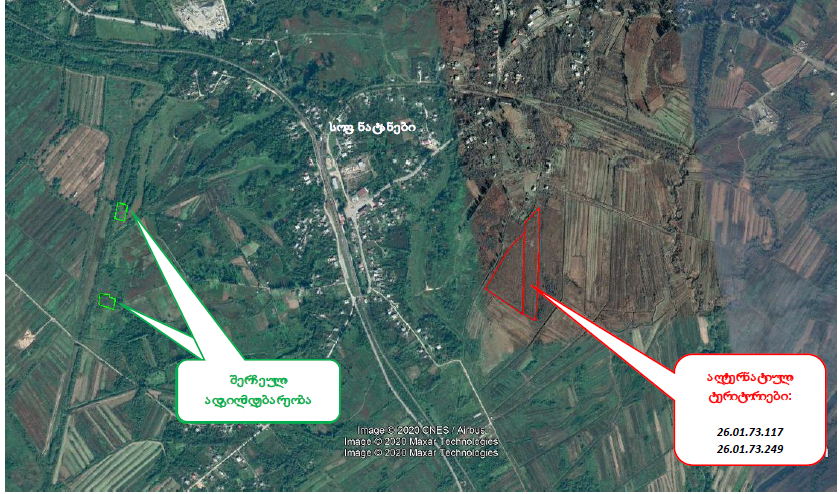 სოფ. ნატანები
შერჩეული
ადგილმდებარეობა
ალტერნატიული
ტერიტორიები:
26.01.73.117
26.01.73.249
Image © 2020 CNES / Airbus
Image © 2020 Maxar Technologies
Image © 2020 Maxar Technologies